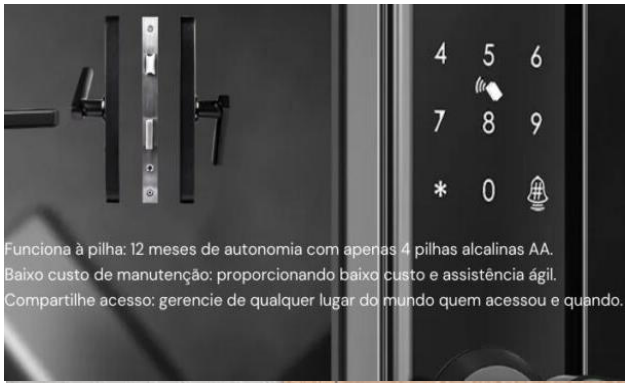 4 5 6
7 8 9
* 0 #
Funciona à pilha: 12 meses de autonomia com apenas 4 pilhas alcalinas AA.
Baixo custo de manutenção: proporcionando baixo custo e assistência ágil.
Compartilhe acesso: gerencie de qualquer lugar do mundo quem acessou e quando.